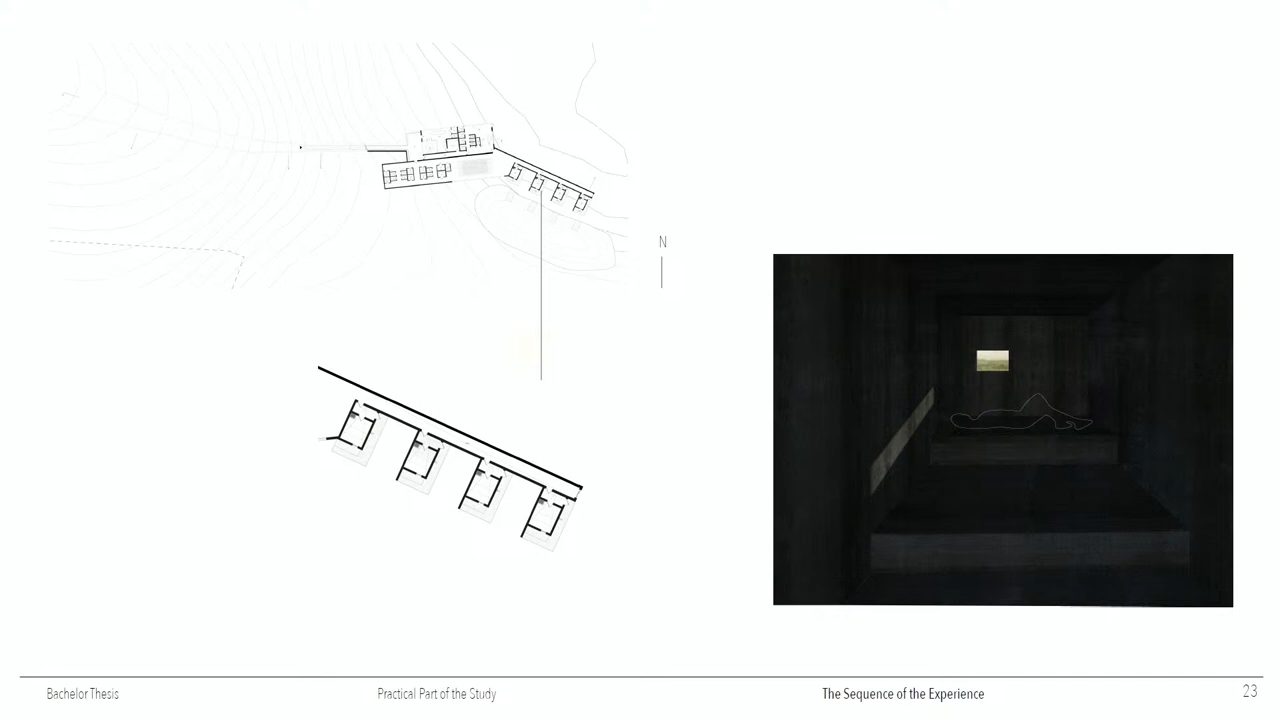 N
Bachelor Thesis
Practical Part of the Study
The Sequence of the Experience
23